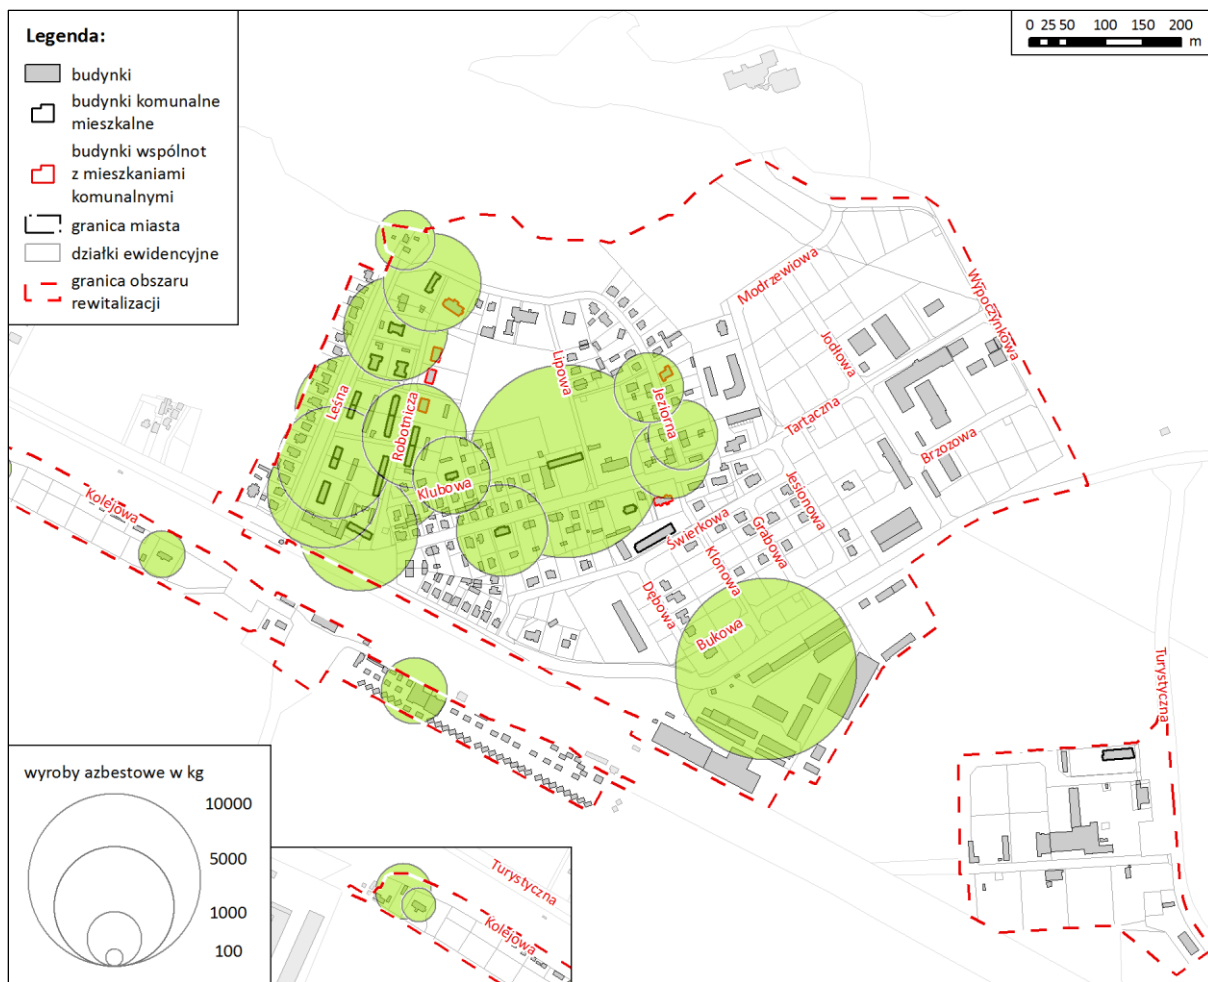 Legenda:
budynki
budynki komunalne
mieszkalne
budynki wspólnot
z mieszkaniami
komunalnymi
granica miasta
działki ewidencyjne
granica obszaru
rewitalizacji
0 25 50 100 150 200
m
Modrzewiowa
Wypoczynkowa
Jodłowa
Lipowa
Leśna
Robotnicza
Jeziorna
Tartaczna
Brzozowa
Klubowa
Kolejowa
Jesionowa
Świerkowa
Grabowa
Klonowa
Dębowa
Bukowa
Turystyczna
wyroby azbestowe w kg
10000
5000
1000
100
Turystyczna
Kolejowa